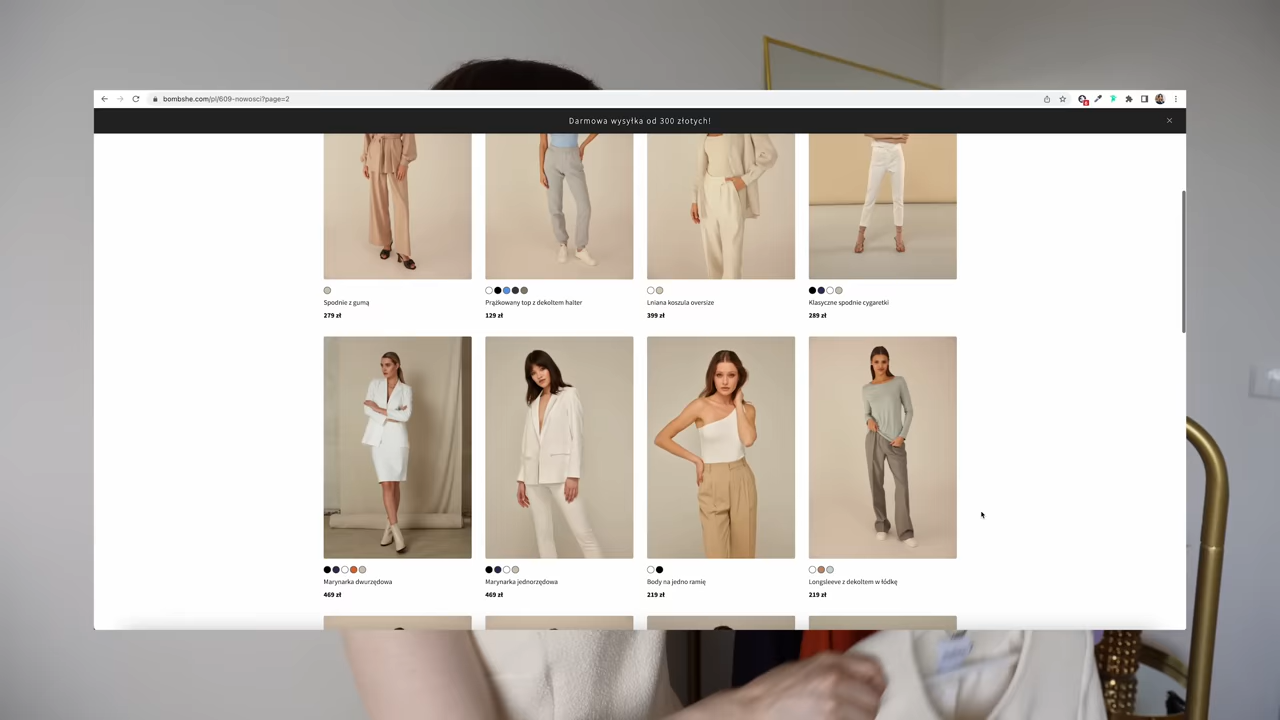 bombshe.com/pl/609-nowosci?page=2
Darmowa wysyłka od 300 złotych!
Spodnie z gumą
279 zł
Prążkowany top z dekoltem halter
129 zł
Lniana koszula oversize
399 zł
Klasyczne spodnie cygaretki
289 zł
Marynarka dwurzędowa
469 zł
Marynarka jednorzędowa
469 zł
Body na jedno ramię
219 zł
Longsleeve z dekoltem w łódkę
219 zł